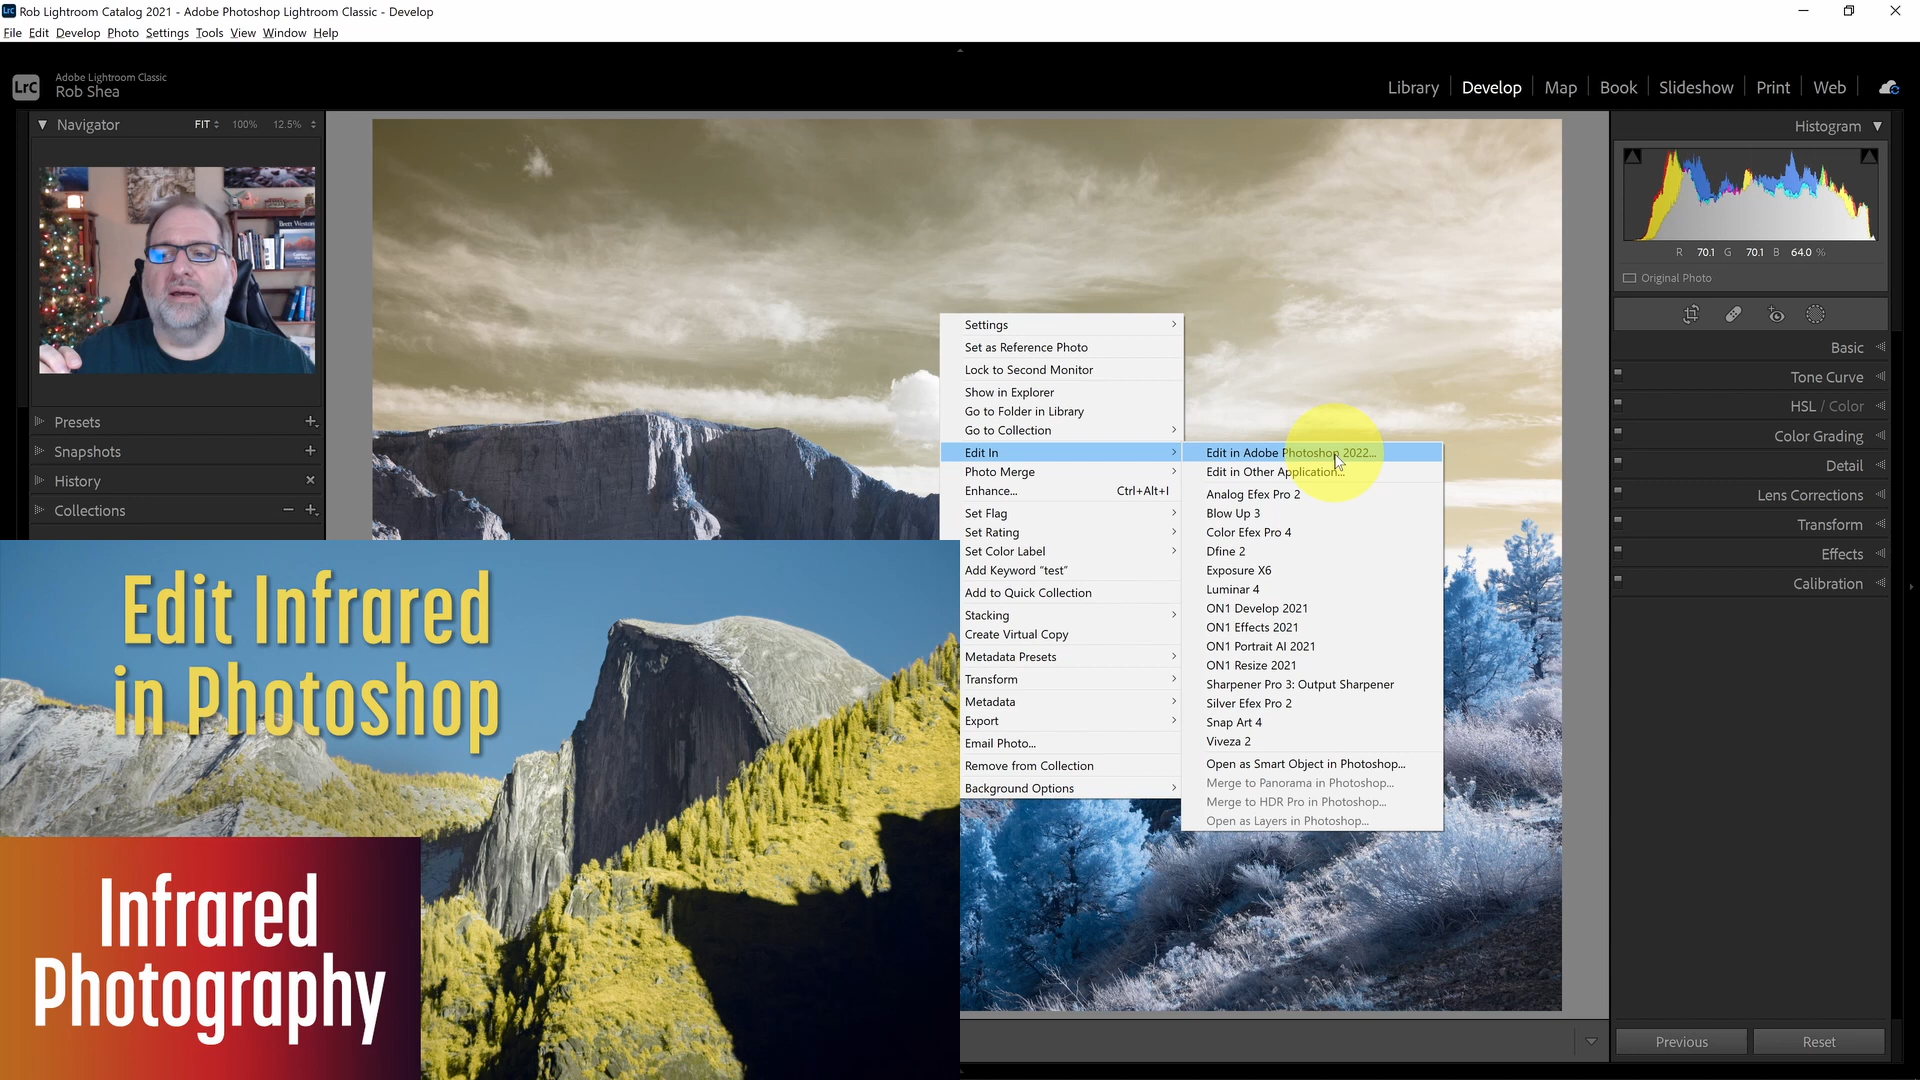 Rob Lightroom Catalog 2021 - Adobe Photoshop Lightroom Classic - Develop
File Edit Develop Photo Settings Tools View Window Help
LrC
Adobe Lightroom Classic
Rob Shea
Library Develop Map Book Slideshow Print Web
Navigator FIT 100% 12.5%
Presets
Snapshots
History
Collections
Histogram
R 70.1 G 70.1 B 64.0 %
Original Photo
Basic
Tone Curve
HSL / Color
Color Grading
Detail
Lens Corrections
Transform
Effects
Calibration
Previous Reset
Settings
Set as Reference Photo
Lock to Second Monitor
Show in Explorer
Go to Folder in Library
Go to Collection
Edit In
Photo Merge
Enhance... Ctrl+Alt+I
Set Flag
Set Rating
Set Color Label
Add Keyword “test”
Add to Quick Collection
Stacking
Create Virtual Copy
Metadata Presets
Transform
Metadata
Export
Email Photo...
Remove from Collection
Background Options
Edit in Adobe Photoshop 2022...
Edit in Other Application...
Analog Efex Pro 2
Blow Up 3
Color Efex Pro 4
Dfine 2
Exposure X6
Luminar 4
ON1 Develop 2021
ON1 Effects 2021
ON1 Portrait AI 2021
ON1 Resize 2021
Sharpener Pro 3: Output Sharpener
Silver Efex Pro 2
Snap Art 4
Viveza 2
Open as Smart Object in Photoshop...
Merge to Panorama in Photoshop...
Merge to HDR Pro in Photoshop...
Open as Layers in Photoshop...
Edit Infrared
in Photoshop
Infrared
Photography